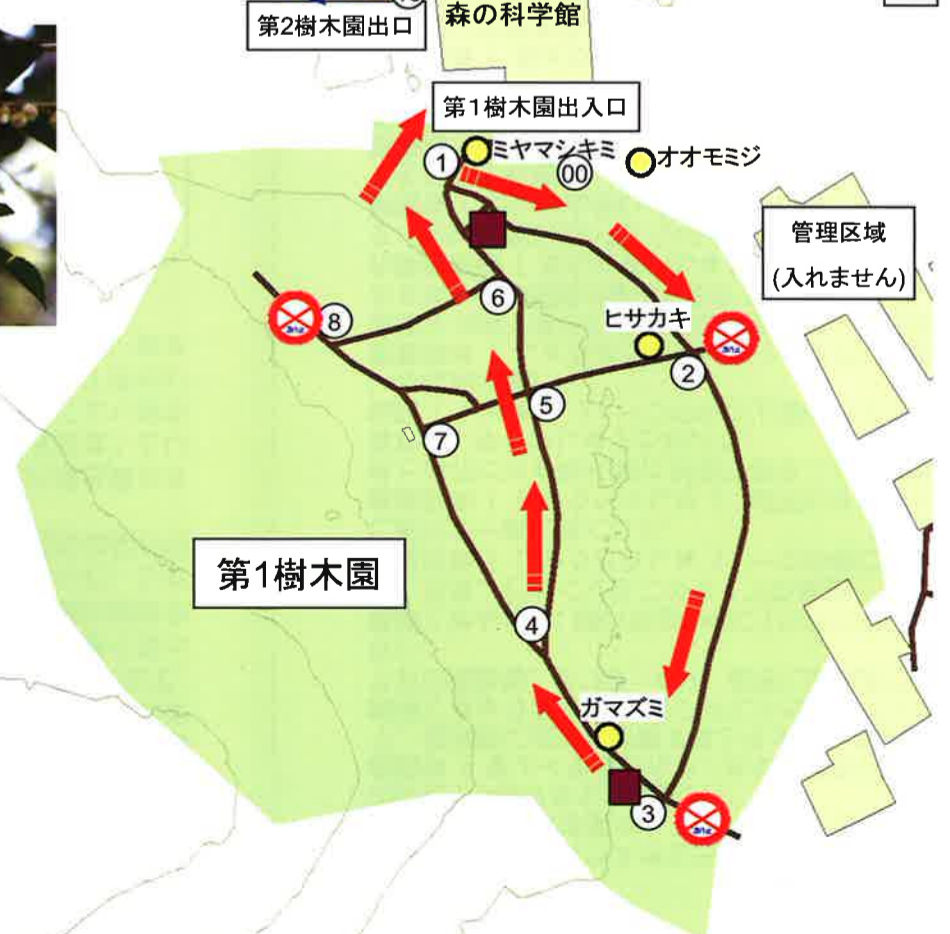 森の科学館
第2樹木園出口
第1樹木園出入口
① ミヤマシキミ
00
オオモミジ
管理区域
(入れません)
⑥
⑧
ヒサカキ
②
⑤
⑦
第1樹木園
④
ガマズミ
③